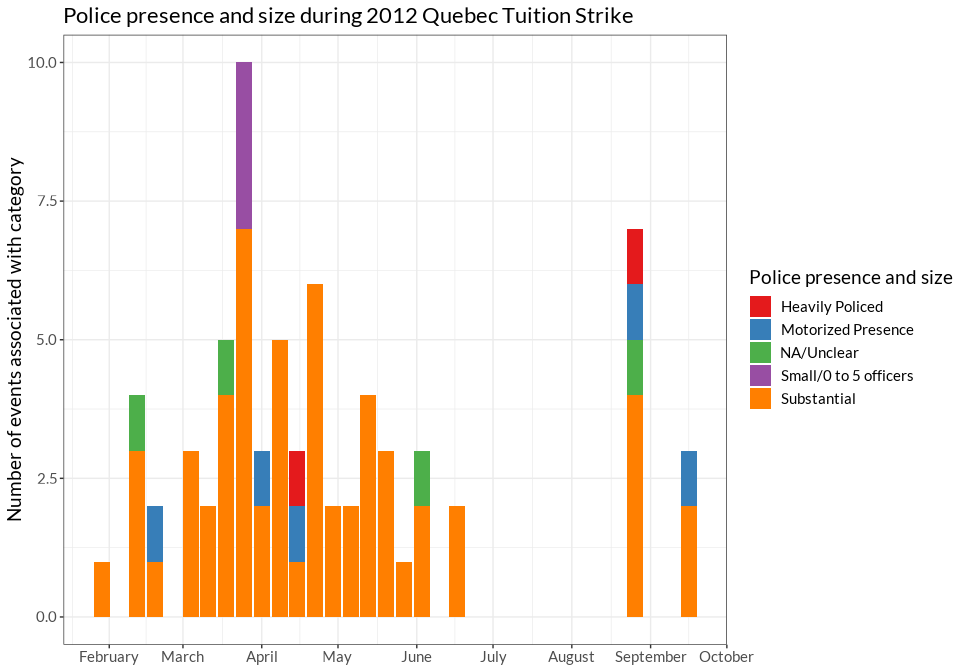 Police presence and size during 2012 Quebec Tuition Strike
Number of events associated with category
10.0
7.5
5.0
2.5
0.0
February March April May June July August September October
Police presence and size
Heavily Policed
Motorized Presence
NA/Unclear
Small/0 to 5 officers
Substantial